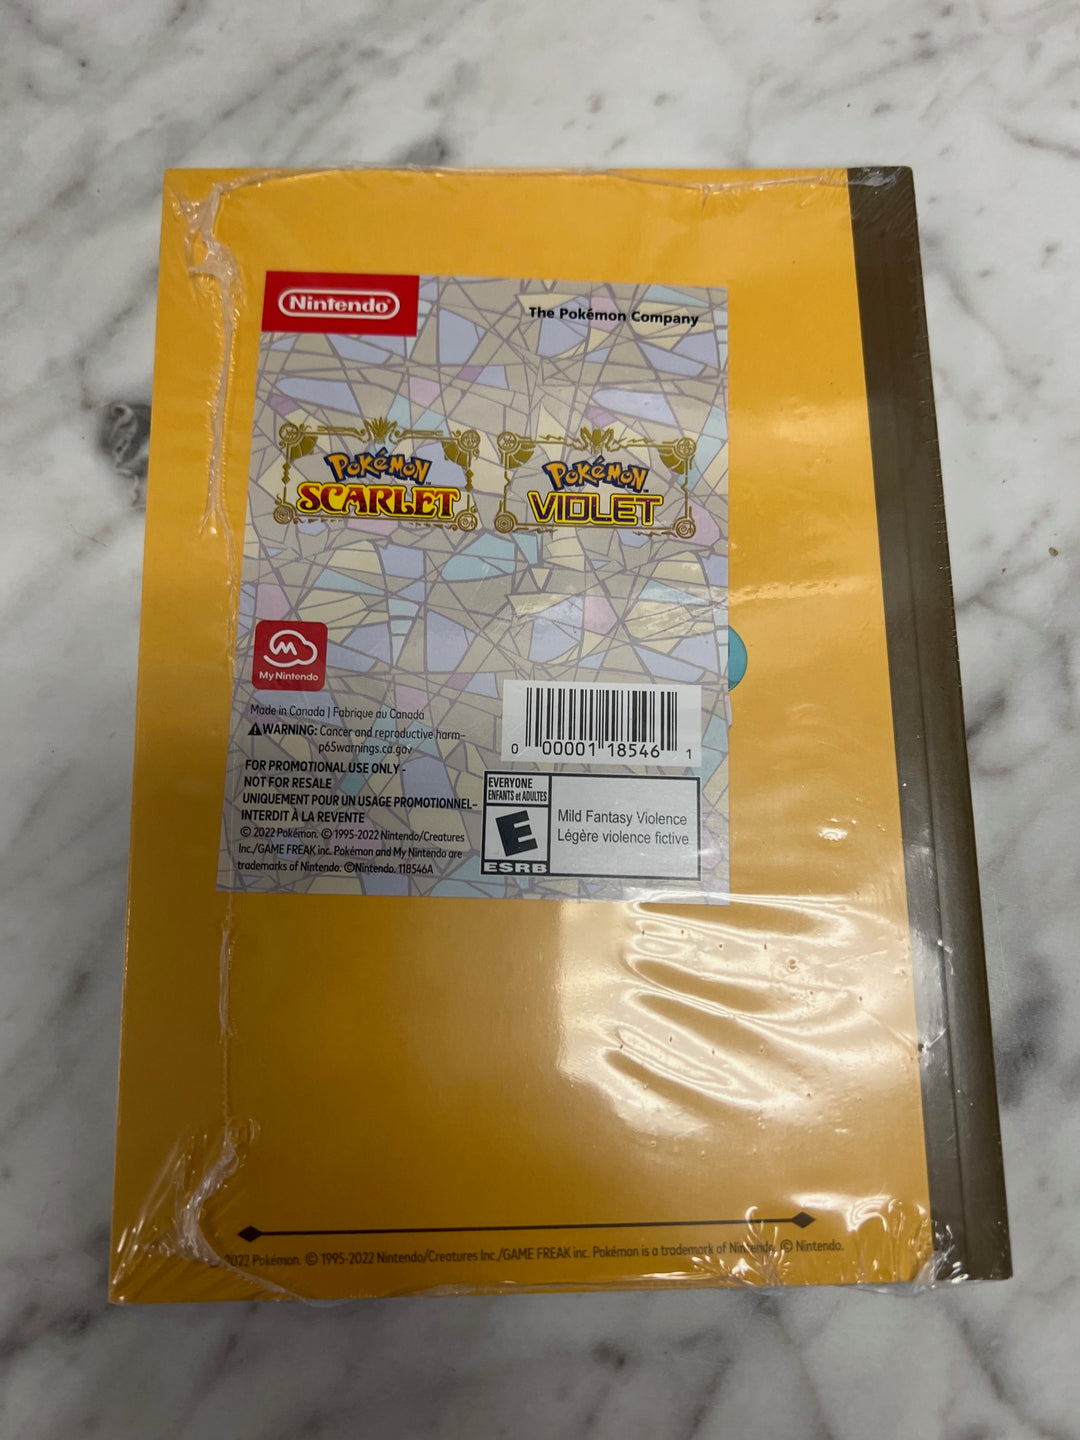 Nintendo®
The Pokémon Company
POKéMON™
SCARLET
POKéMON™
VIOLET
My Nintendo
Made in Canada | Fabrique au Canada
⚠WARNING: Cancer and reproductive harm–
p65warnings.ca.gov
FOR PROMOTIONAL USE ONLY -
NOT FOR RESALE
UNIQUEMENT POUR UN USAGE PROMOTIONNEL–
INTERDIT À LA REVENTE
© 2022 Pokémon. © 1995-2022 Nintendo/Creatures
Inc./GAME FREAK inc. Pokémon and My Nintendo are
trademarks of Nintendo. ©Nintendo. 118546A
0 00001 18546 1
EVERYONE
ENFANTS et ADULTES
E
ESRB
Mild Fantasy Violence
Légère violence fictive
© 2022 Pokémon. © 1995-2022 Nintendo/Creatures Inc./GAME FREAK inc. Pokémon is a trademark of Nintendo. © Nintendo.